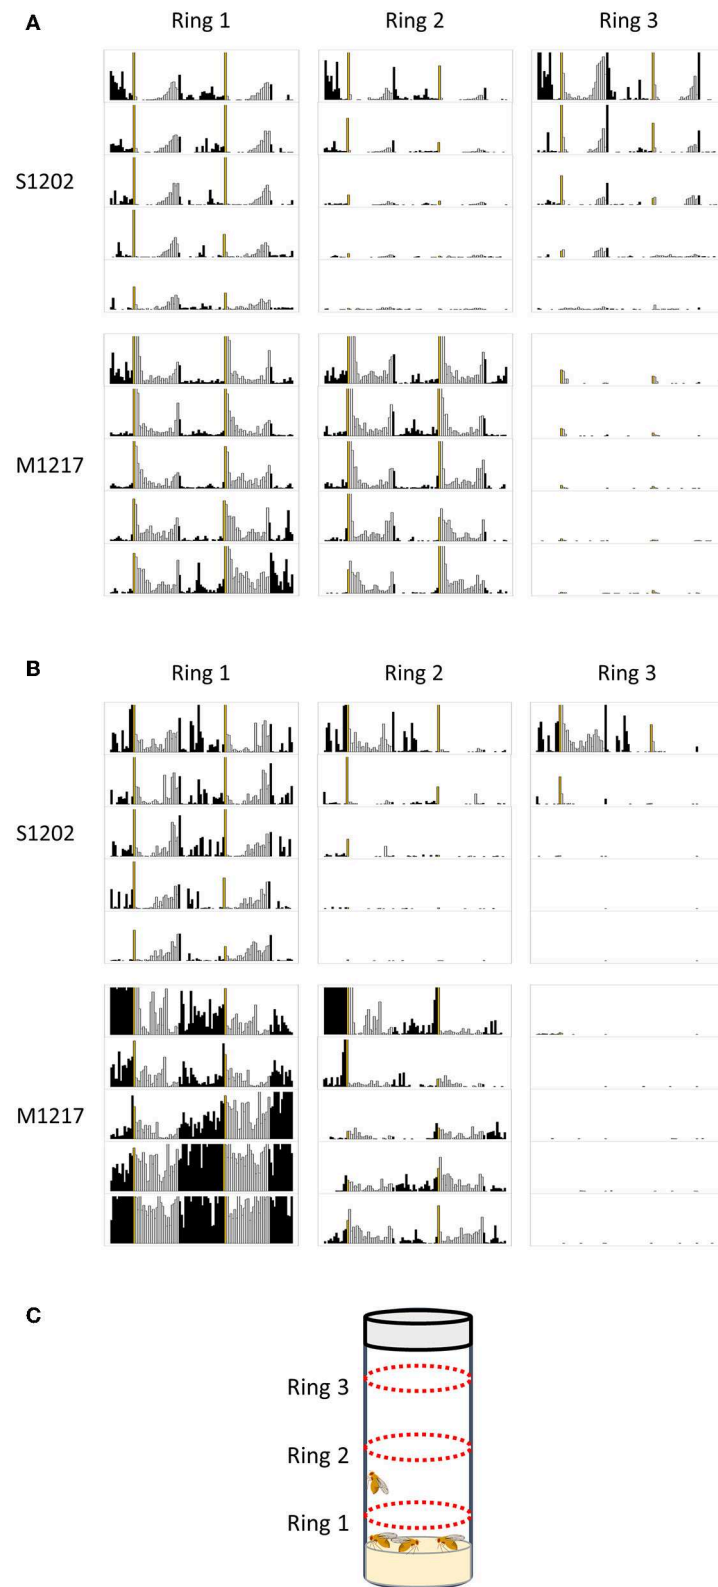 A
Ring 1 Ring 2 Ring 3
S1202
M1217
B
Ring 1 Ring 2 Ring 3
S1202
M1217
C
Ring 3
Ring 2
Ring 1